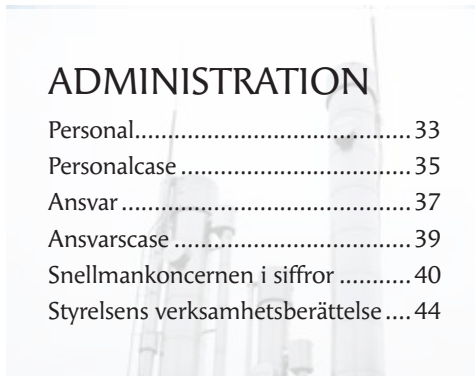 ADMINISTRATION
Personal.........................................33
Personalcase..................................35
Ansvar...........................................37
Ansvarscase...................................39
Snellmankoncernen i siffror...........40
Styrelsens verksamhetsberättelse....44